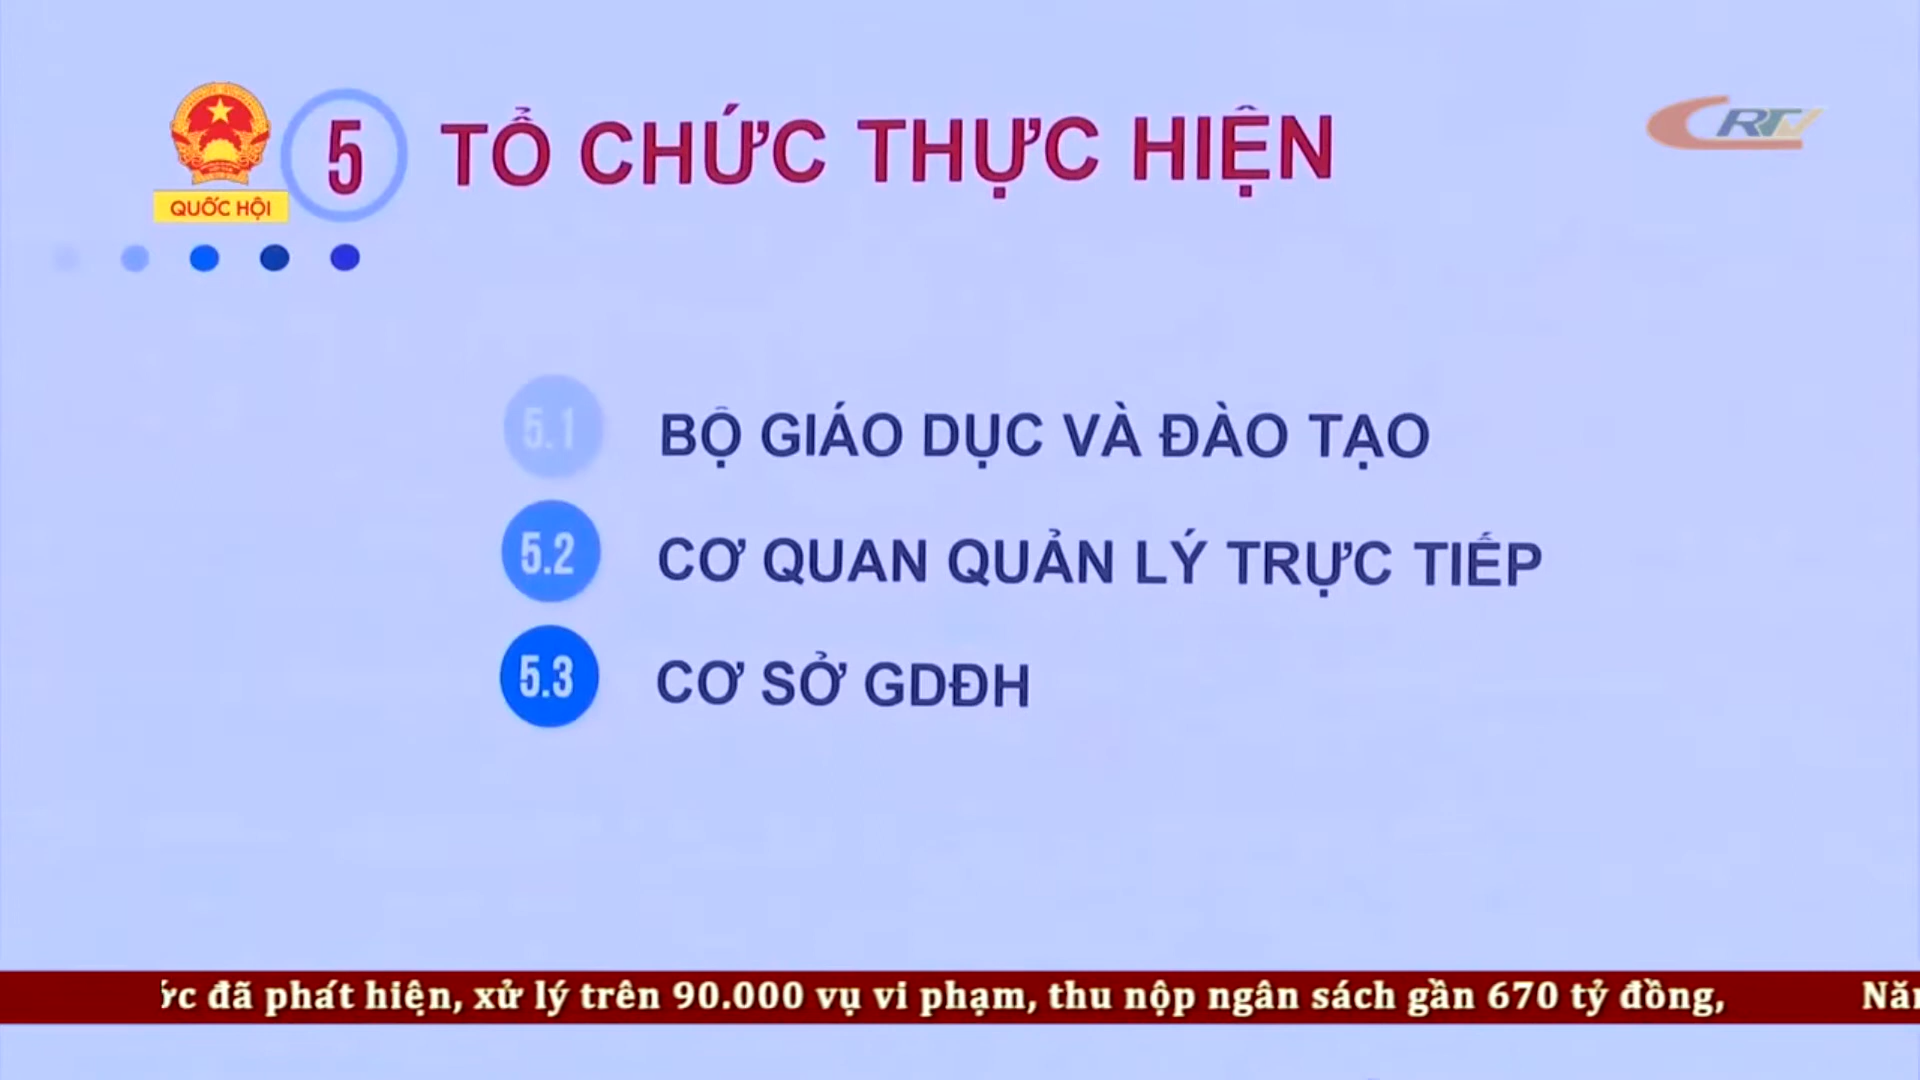 QUỐC HỘI
5 TỔ CHỨC THỰC HIỆN
CRTV
5.1 BỘ GIÁO DỤC VÀ ĐÀO TẠO
5.2 CƠ QUAN QUẢN LÝ TRỰC TIẾP
5.3 CƠ SỞ GDĐH
đã phát hiện, xử lý trên 90.000 vụ vi phạm, thu nộp ngân sách gần 670 tỷ đồng,